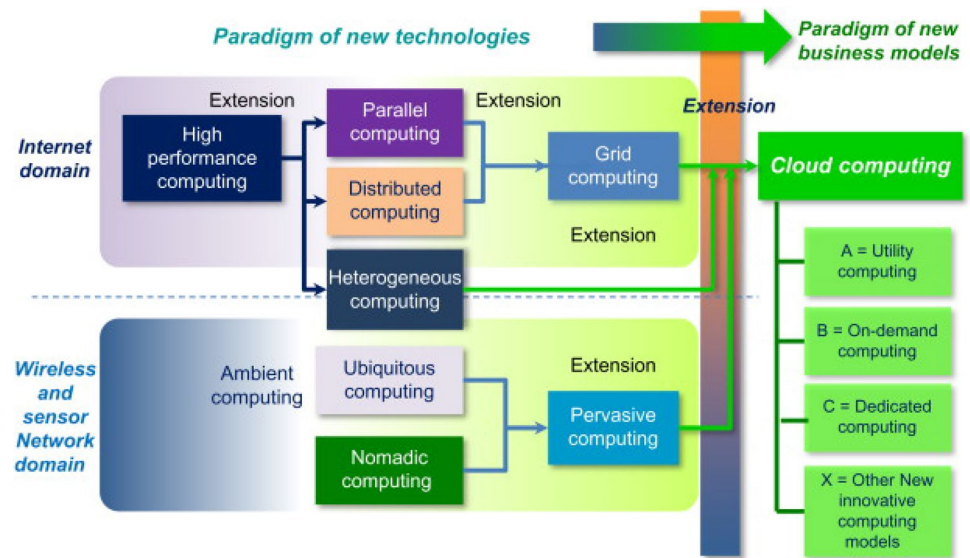 Paradigm of new technologies
Paradigm of new
business models
Extension
Extension
Extension
Internet
domain
High
performance
computing
Parallel
computing
Distributed
computing
Grid
computing
Cloud computing
Extension
Heterogeneous
computing
A = Utility
computing
B = On-demand
computing
C = Dedicated
computing
X = Other New
innovative
computing
models
Wireless
and
sensor
Network
domain
Ambient
computing
Ubiquitous
computing
Extension
Nomadic
computing
Pervasive
computing